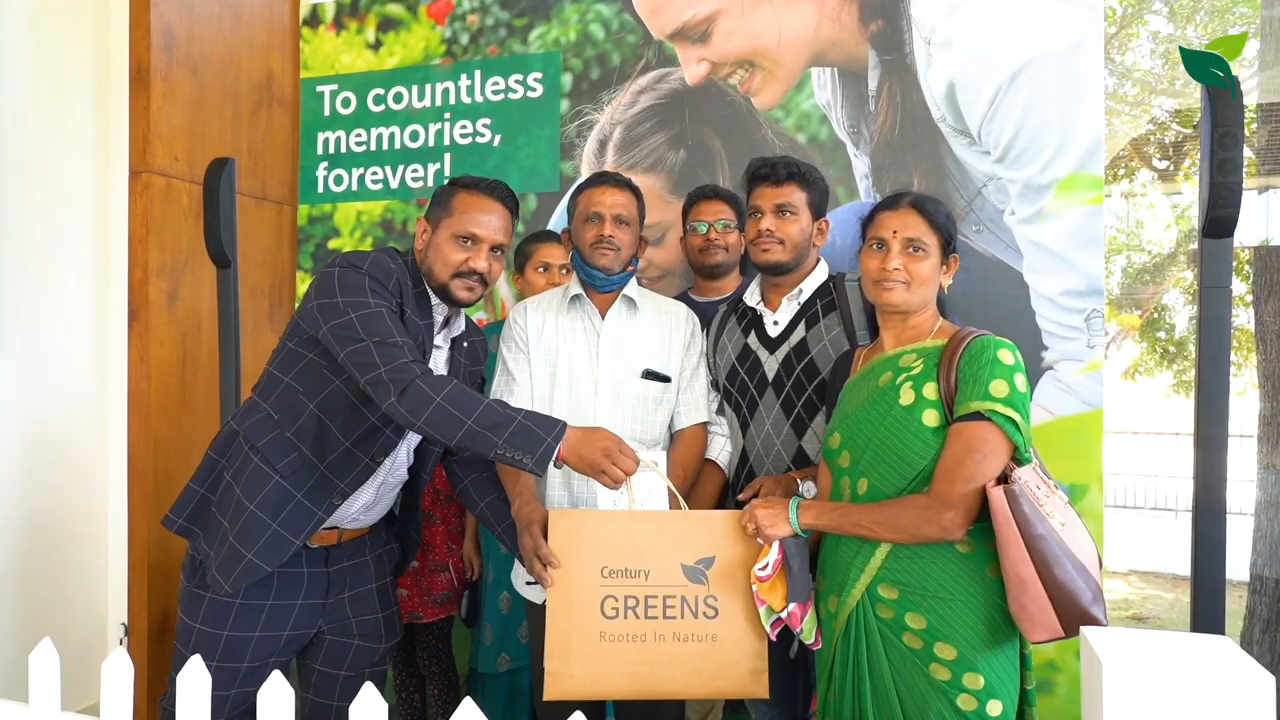 To countless
memories,
forever!
Century
GREENS
Rooted In Nature